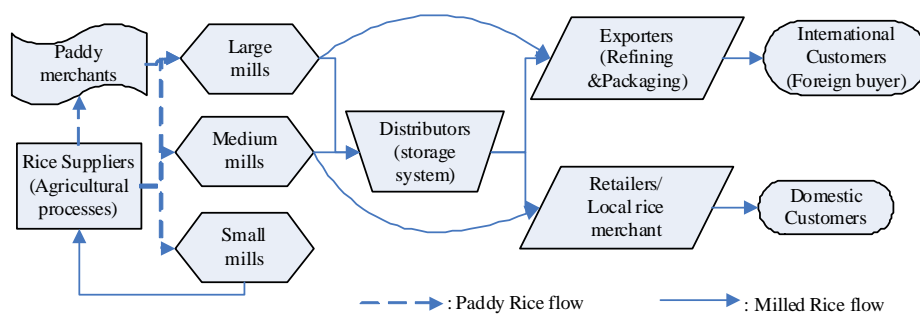 Paddy
merchants
Large
mills
Exporters
(Refining
&Packaging)
International
Customers
(Foreign buyer)
Rice Suppliers
(Agricultural
processes)
Medium
mills
Distributors
(storage
system)
Retailers/
Local rice
merchant
Domestic
Customers
Small
mills
: Paddy Rice flow
: Milled Rice flow